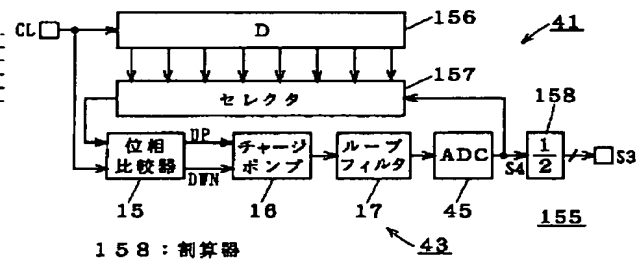 CL
D
156
41
セレクタ
157
158
位相
比較器
UP
DWN
チャージ
ポンプ
ループ
フィルタ
ADC
S4
1
2
S3
15
16
17
45
155
43
158:割算器